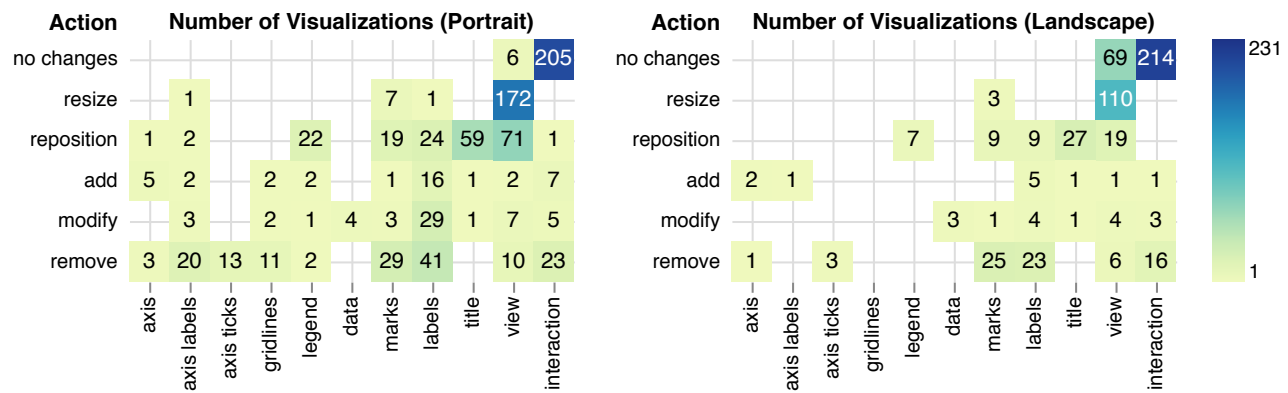 Action Number of Visualizations (Portrait)
no changes 6 205
resize 1 7 1 172
reposition 1 2 22 19 24 59 71 1
add 5 2 2 2 1 16 1 2 7
modify 3 2 1 4 3 29 1 7 5
remove 3 20 13 11 2 29 41 10 23
axis
axis labels
axis ticks
gridlines
legend
data
marks
labels
title
view
interaction
Action Number of Visualizations (Landscape)
no changes 69 214
resize 3 110
reposition 7 9 9 27 19
add 2 1 5 1 1 1
modify 3 1 4 1 4 3
remove 1 3 25 23 6 16
axis
axis labels
axis ticks
gridlines
legend
data
marks
labels
title
view
interaction
231
1